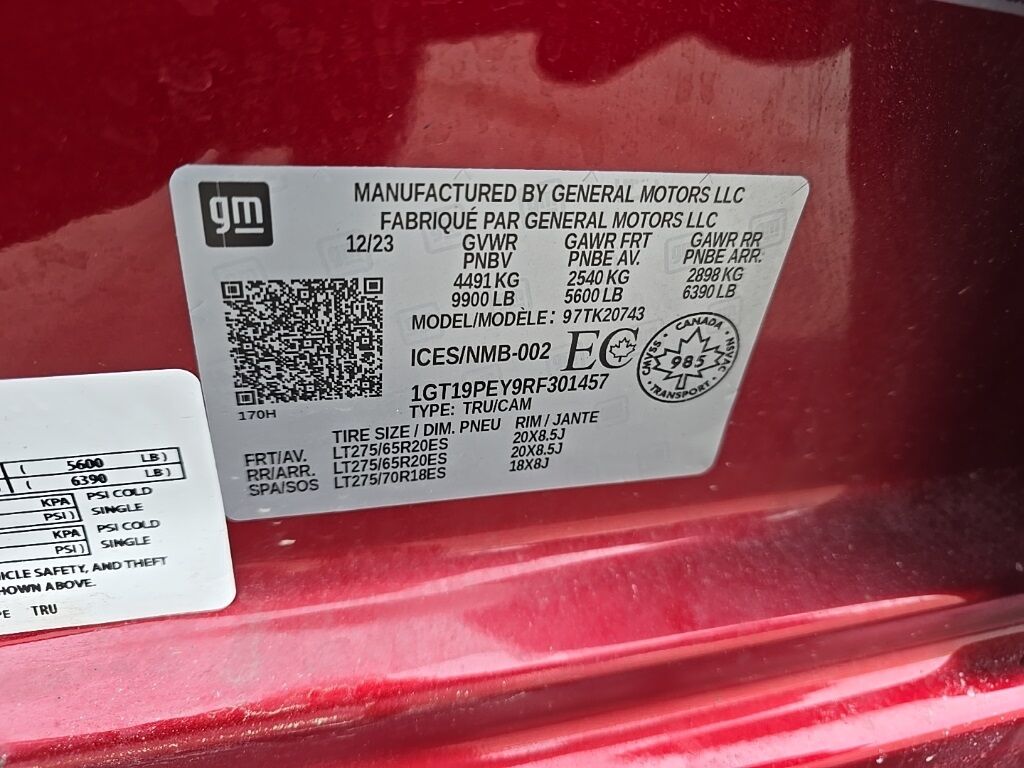 gm
MANUFACTURED BY GENERAL MOTORS LLC
FABRIQUÉ PAR GENERAL MOTORS LLC
12/23 GVWR GAWR FRT GAWR RR
PNBV PNBE AV. PNBE ARR.
4491 KG 2540 KG 2898 KG
9900 LB 5600 LB 6390 LB
MODEL/MODÈLE: 97TK20743
ICES/NMB-002 EC
CANADA
CMVSS 985 NSVAC
TRANSPORT
1GT19PEY9RF301457
170H
TYPE: TRU/CAM
TIRE SIZE / DIM. PNEU RIM / JANTE
FRT/AV. LT275/65R20ES 20X8.5J
RR/ARR. LT275/65R20ES 20X8.5J
SPA/SOS LT275/70R18ES 18X8J
( 5600 LB )
( 6390 LB )
KPA PSI COLD
PSI ) SINGLE
KPA PSI COLD
PSI ) SINGLE
SAFETY, AND THEFT
ABOVE.
TRU